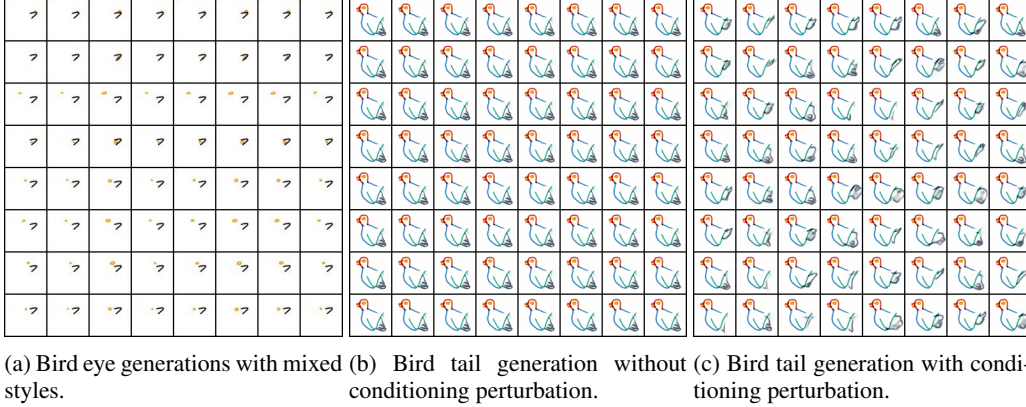 (a) Bird eye generations with mixed
styles.
(b) Bird tail generation without
conditioning perturbation.
(c) Bird tail generation with condi-
tioning perturbation.